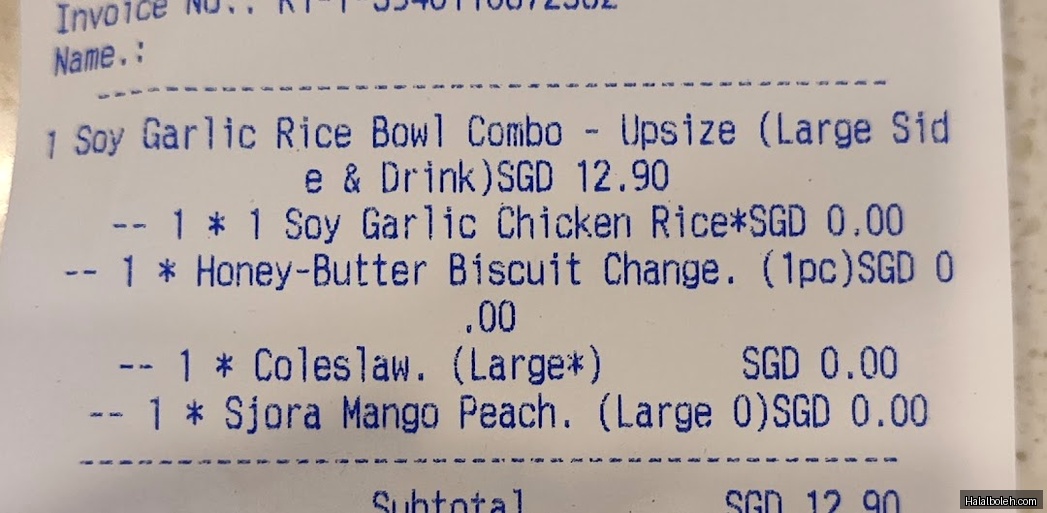 Invoice No.:
Name.:
1 Soy Garlic Rice Bowl Combo - Upsize (Large Sid
e & Drink)SGD 12.90
-- 1 * 1 Soy Garlic Chicken Rice*SGD 0.00
-- 1 * Honey-Butter Biscuit Change. (1pc)SGD 0
.00
-- 1 * Coleslaw. (Large*) SGD 0.00
-- 1 * Sjora Mango Peach. (Large O)SGD 0.00
Subtotal SGD 12.90
Halalboleh.com